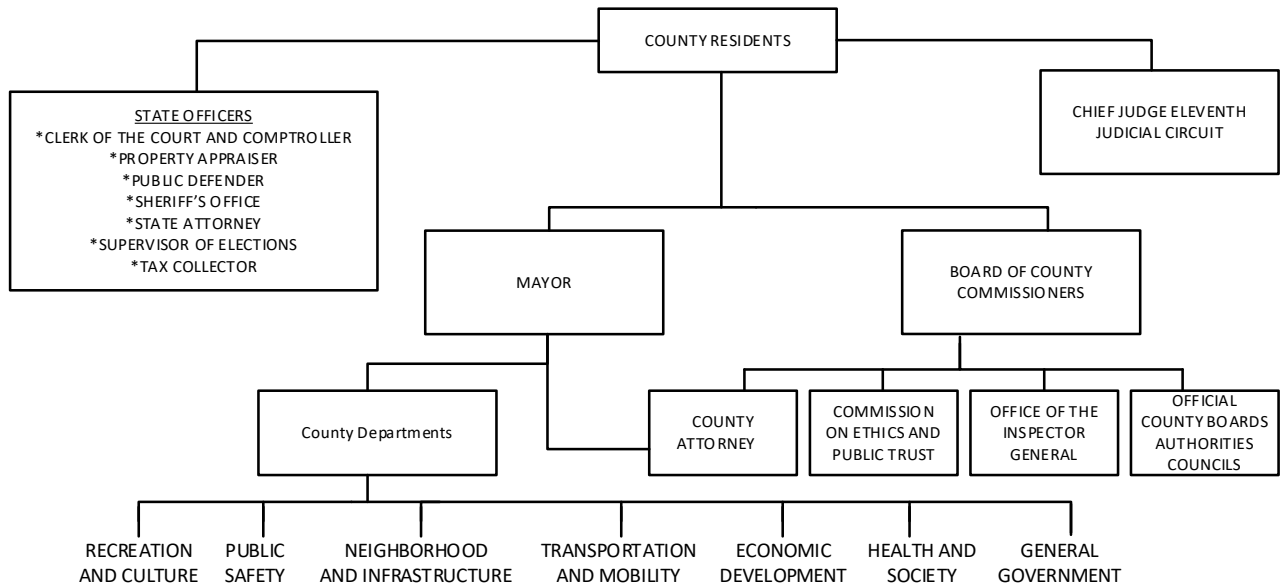 COUNTY RESIDENTS
STATE OFFICERS
*CLERK OF THE COURT AND COMPTROLLER
*PROPERTY APPRAISER
*PUBLIC DEFENDER
*SHERIFF'S OFFICE
*STATE ATTORNEY
*SUPERVISOR OF ELECTIONS
*TAX COLLECTOR
CHIEF JUDGE ELEVENTH
JUDICIAL CIRCUIT
MAYOR
BOARD OF COUNTY
COMMISSIONERS
County Departments
COUNTY
ATTORNEY
COMMISSION
ON ETHICS AND
PUBLIC TRUST
OFFICE OF THE
INSPECTOR
GENERAL
OFFICIAL
COUNTY BOARDS
AUTHORITIES
COUNCILS
RECREATION
AND CULTURE
PUBLIC
SAFETY
NEIGHBORHOOD
AND INFRASTRUCTURE
TRANSPORTATION
AND MOBILITY
ECONOMIC
DEVELOPMENT
HEALTH AND
SOCIETY
GENERAL
GOVERNMENT